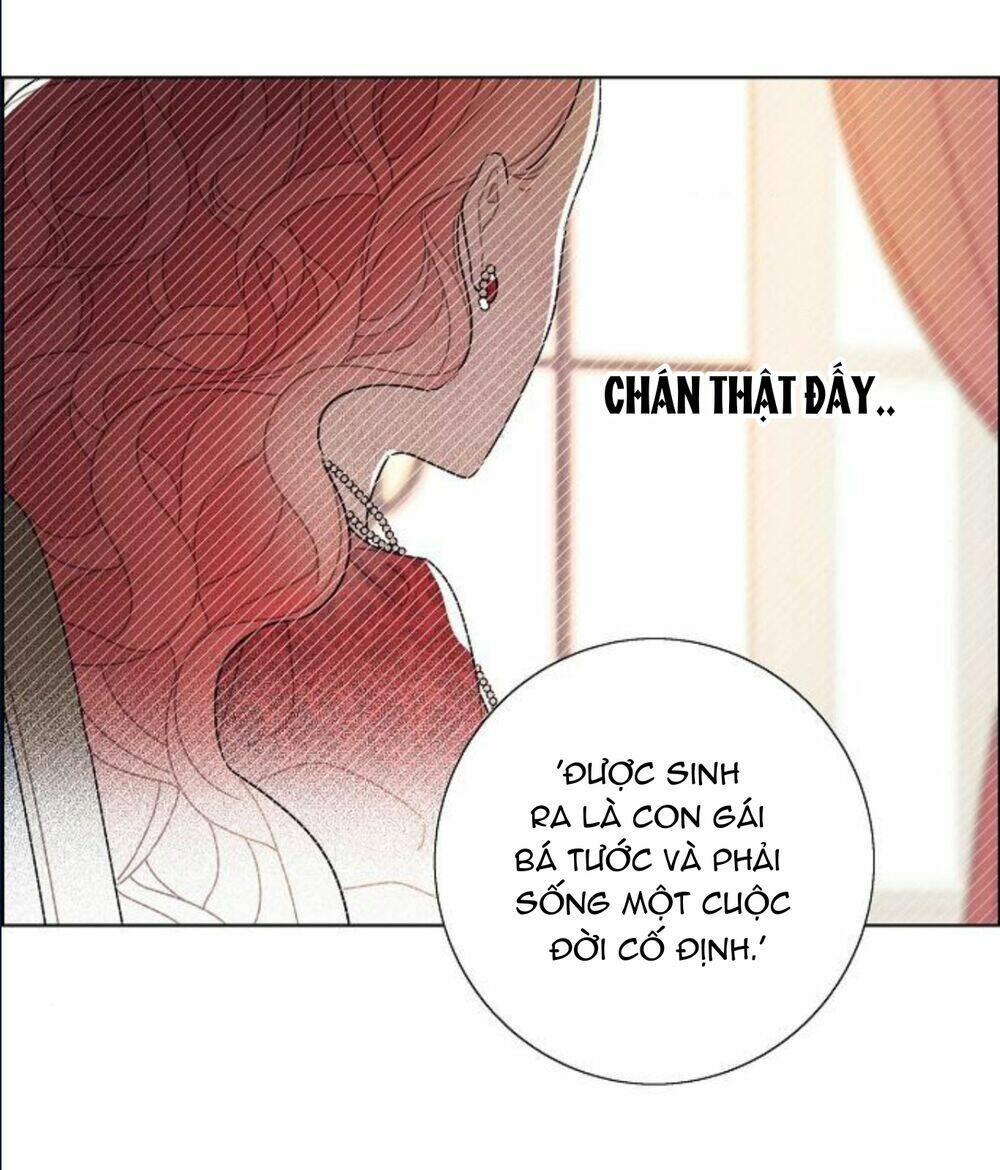 CHÁN THẬT ĐẤY..
'ĐƯỢC SINH
RA LÀ CON GÁI
BÁ TƯỚC VÀ PHẢI
SỐNG MỘT CUỘC
ĐỜI CỐ ĐỊNH.'